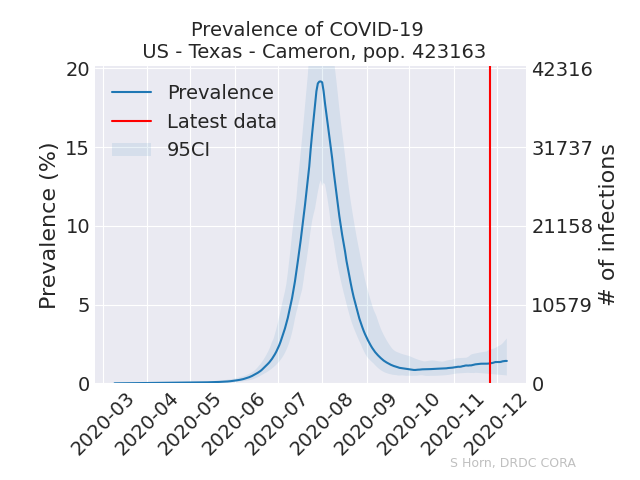 Prevalence of COVID-19
US - Texas - Cameron, pop. 423163
Prevalence
Latest data
95CI
Prevalence (%)
20
15
10
5
0
42316
31737
21158
10579
0
# of infections
2020-03
2020-04
2020-05
2020-06
2020-07
2020-08
2020-09
2020-10
2020-11
2020-12
S Horn, DRDC CORA